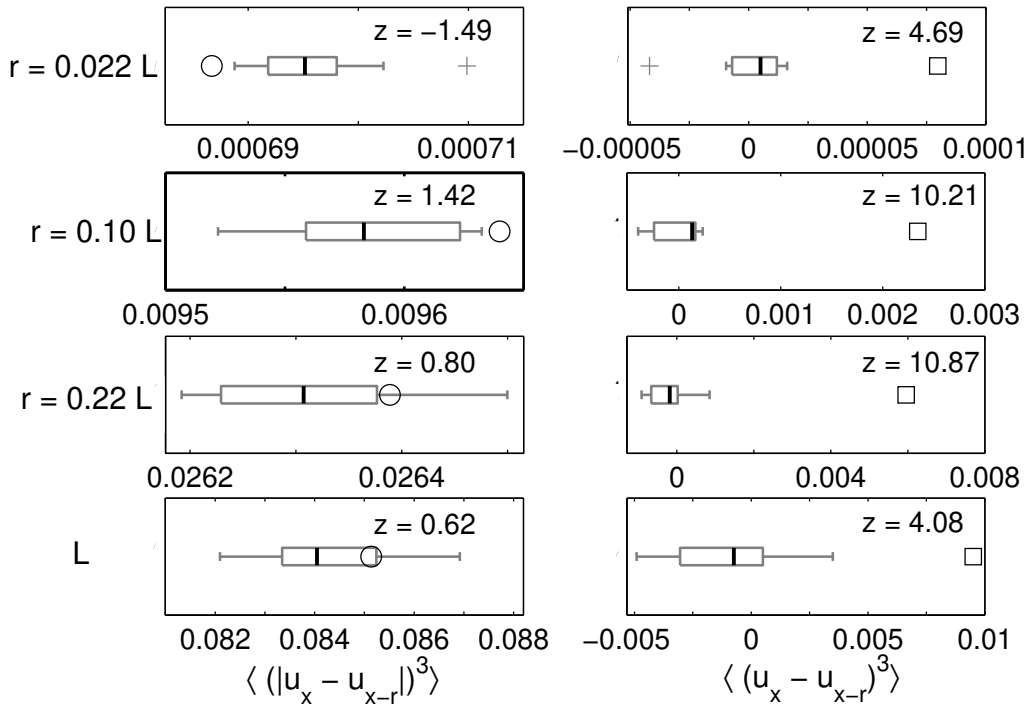 r = 0.022 L
z = −1.49
z = 4.69
0.00069 0.00071
−0.00005 0 0.00005 0.0001
r = 0.10 L
z = 1.42
z = 10.21
0.0095 0.0096
0 0.001 0.002 0.003
r = 0.22 L
z = 0.80
z = 10.87
0.0262 0.0264
0 0.004 0.008
L
z = 0.62
z = 4.08
0.082 0.084 0.086 0.088
−0.005 0 0.005 0.01
⟨ (|u_x − u_{x−r}|)^3⟩
⟨ (u_x − u_{x−r})^3⟩